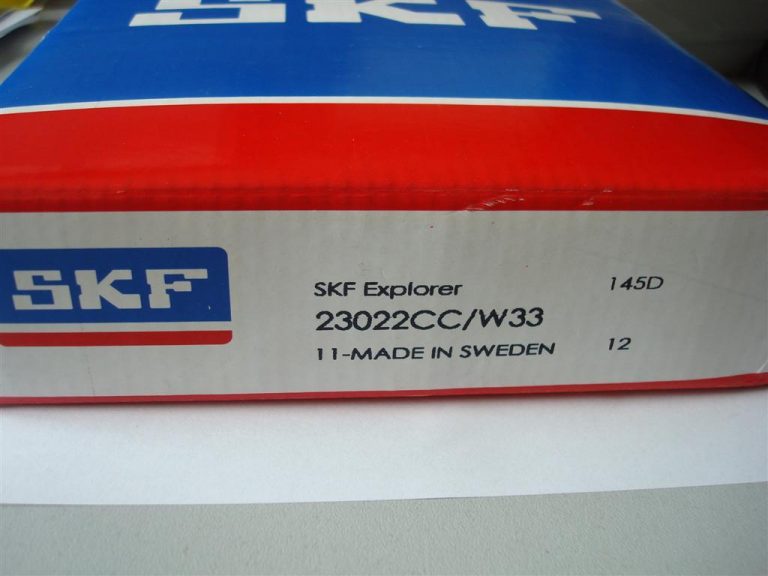 SKF
SKF
SKF Explorer 145D
23022CC/W33
11-MADE IN SWEDEN 12